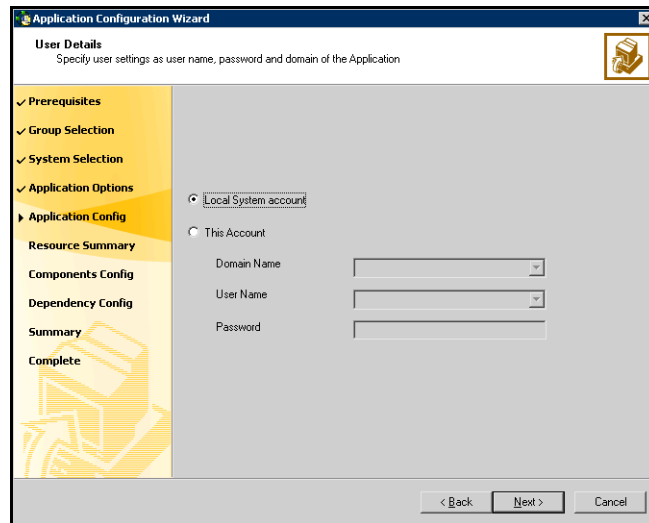 Application Configuration Wizard
User Details
Specify user settings as user name, password and domain of the Application
Prerequisites
Group Selection
System Selection
Application Options
Application Config
Resource Summary
Components Config
Dependency Config
Summary
Complete
Local System account
This Account
Domain Name
User Name
Password
< Back
Next >
Cancel